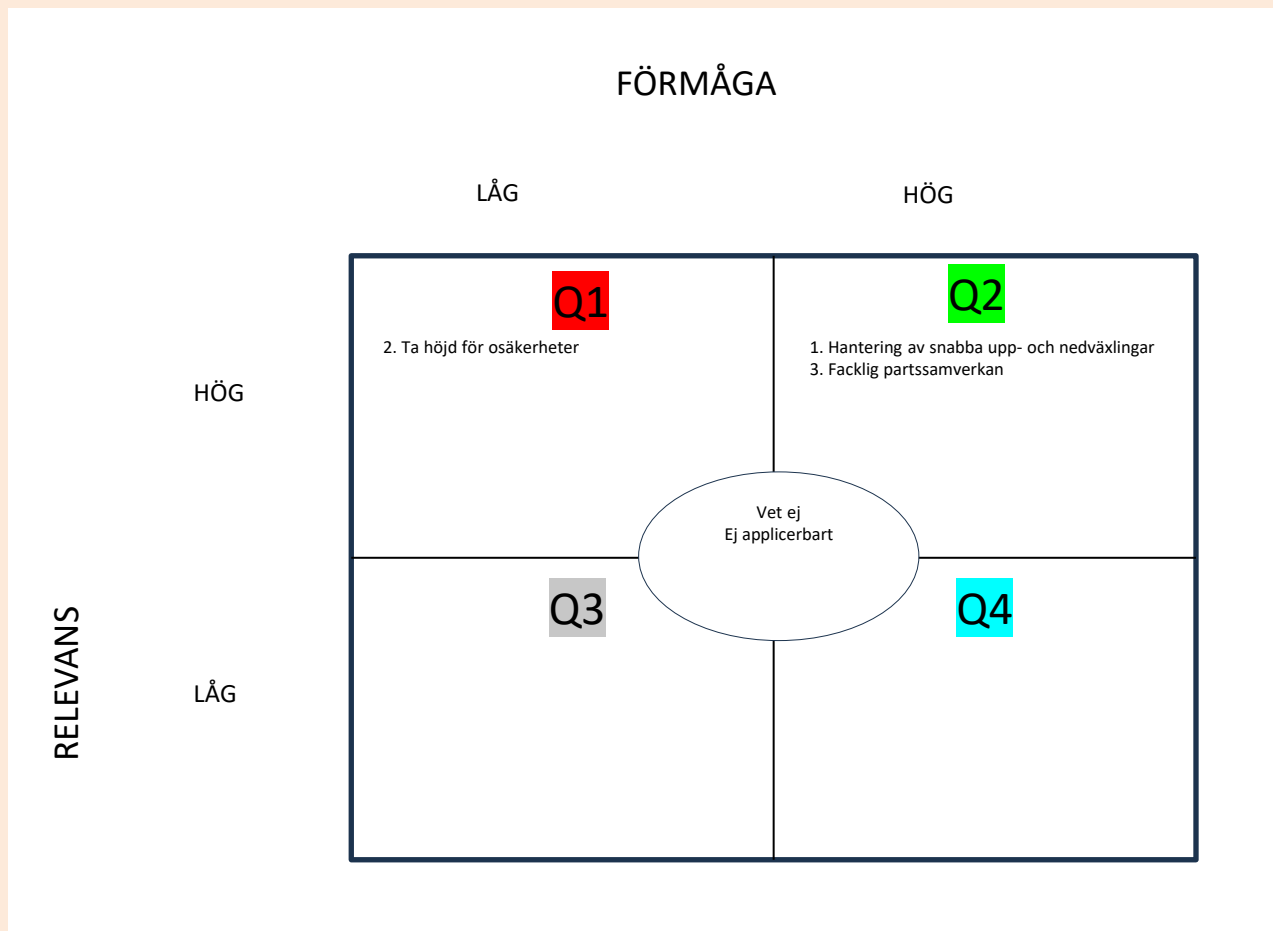 FÖRMÅGA
LÅG
HÖG
Q1
Q2
2. Ta höjd för osäkerheter
1. Hantering av snabba upp- och nedväxlingar
3. Facklig partssamverkan
HÖG
Vet ej
Ej applicerbart
Q3
Q4
RELEVANS
LÅG